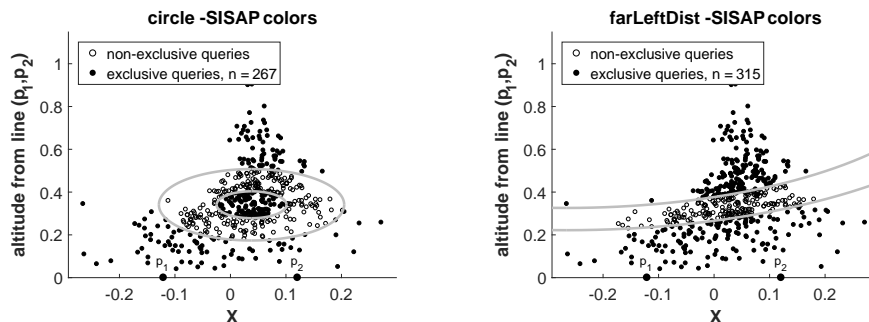 circle -SISAP colors
non-exclusive queries
exclusive queries, n = 267
altitude from line (p1,p2)
1
0.8
0.6
0.4
0.2
0
p1
p2
-0.2
-0.1
0
0.1
0.2
X
farLeftDist -SISAP colors
non-exclusive queries
exclusive queries, n = 315
altitude from line (p1,p2)
1
0.8
0.6
0.4
0.2
0
p1
p2
-0.2
-0.1
0
0.1
0.2
X